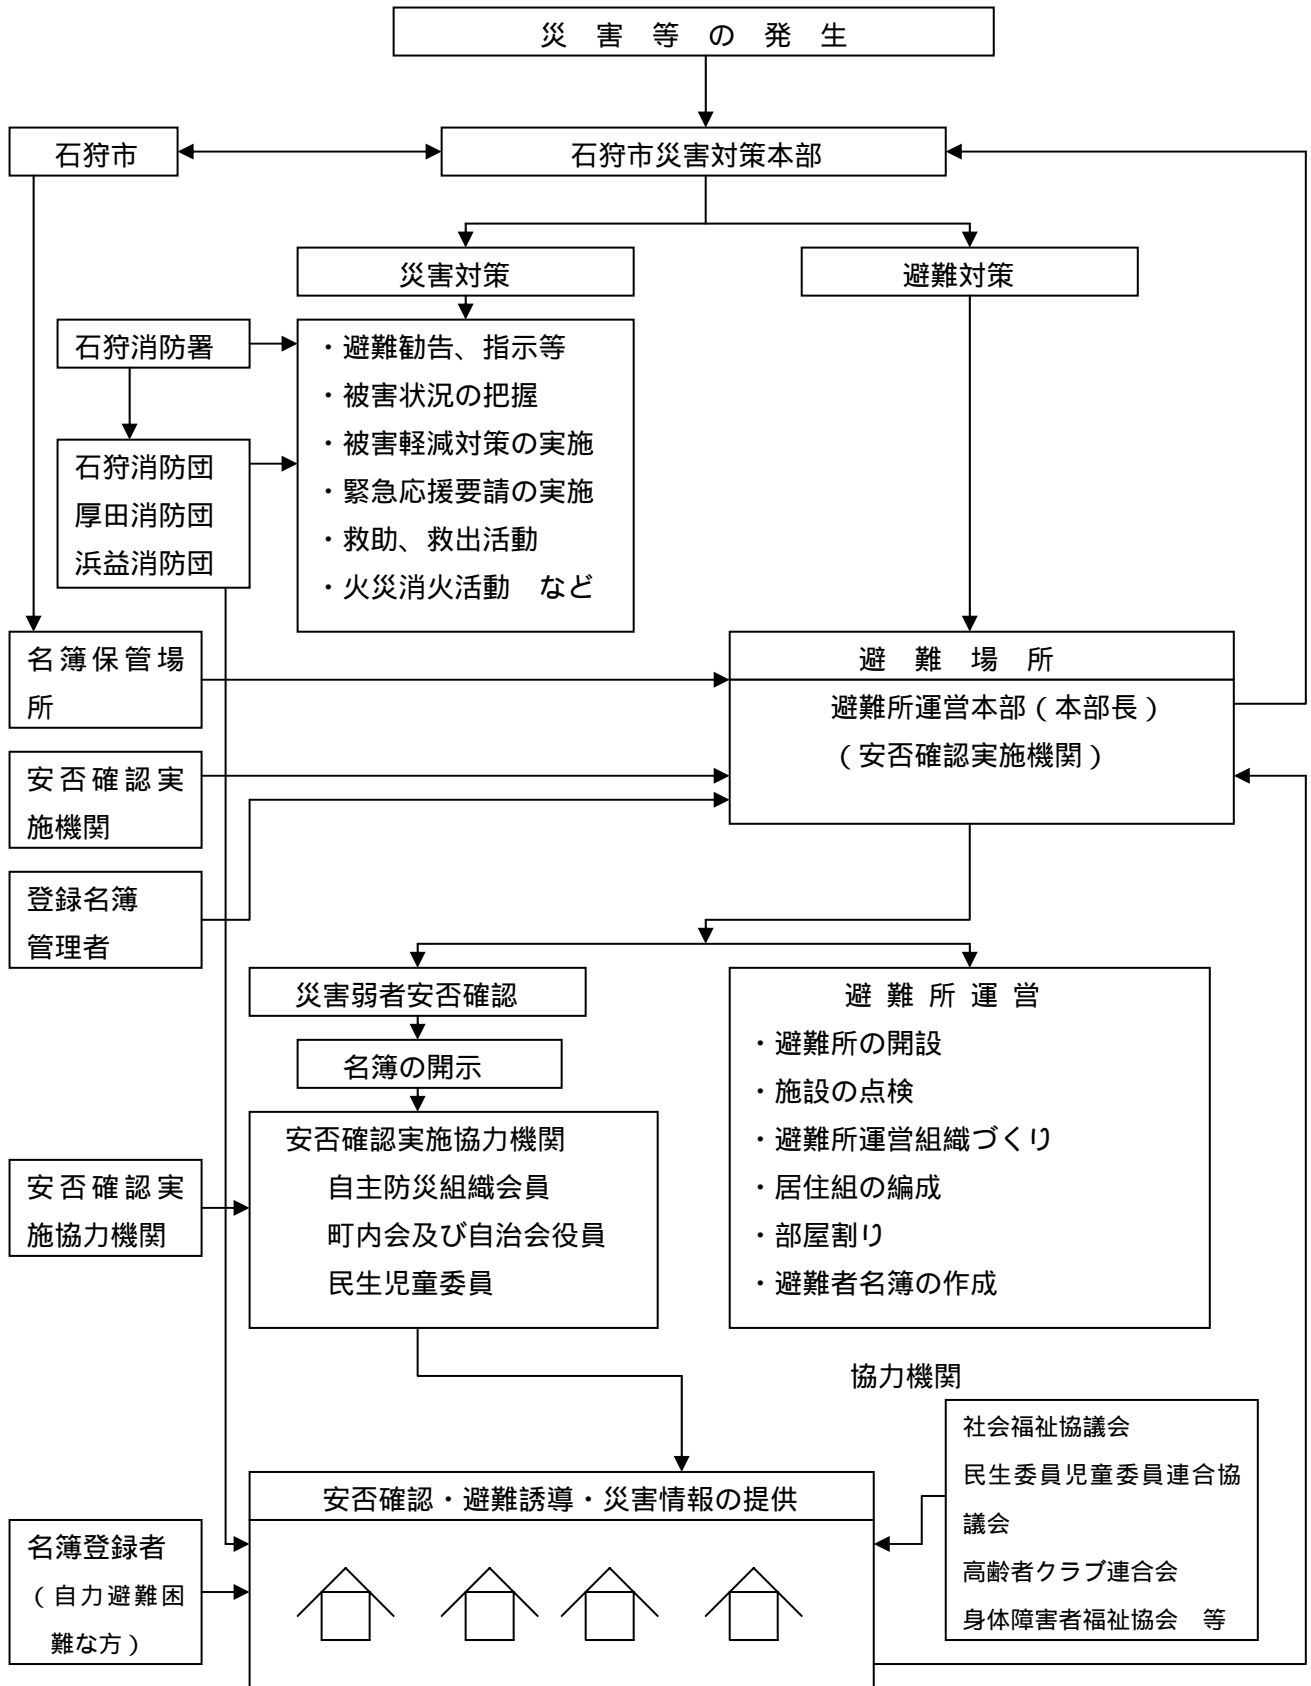 災害等の発生
石狩市
石狩市災害対策本部
災害対策
避難対策
石狩消防署
・避難勧告、指示等
・被害状況の把握
・被害軽減対策の実施
・緊急応援要請の実施
・救助、救出活動
・火災消火活動　など
石狩消防団
厚田消防団
浜益消防団
名簿保管場
所
避難場所
避難所運営本部（本部長）
（安否確認実施機関）
安否確認実
施機関
登録名簿
管理者
災害弱者安否確認
名簿の開示
安否確認実施協力機関
自主防災組織会員
町内会及び自治会役員
民生児童委員
避難所運営
・避難所の開設
・施設の点検
・避難所運営組織づくり
・居住組の編成
・部屋割り
・避難者名簿の作成
安否確認実
施協力機関
協力機関
社会福祉協議会
民生委員児童委員連合協
議会
高齢者クラブ連合会
身体障害者福祉協会　等
安否確認・避難誘導・災害情報の提供
名簿登録者
（自力避難困
難な方）